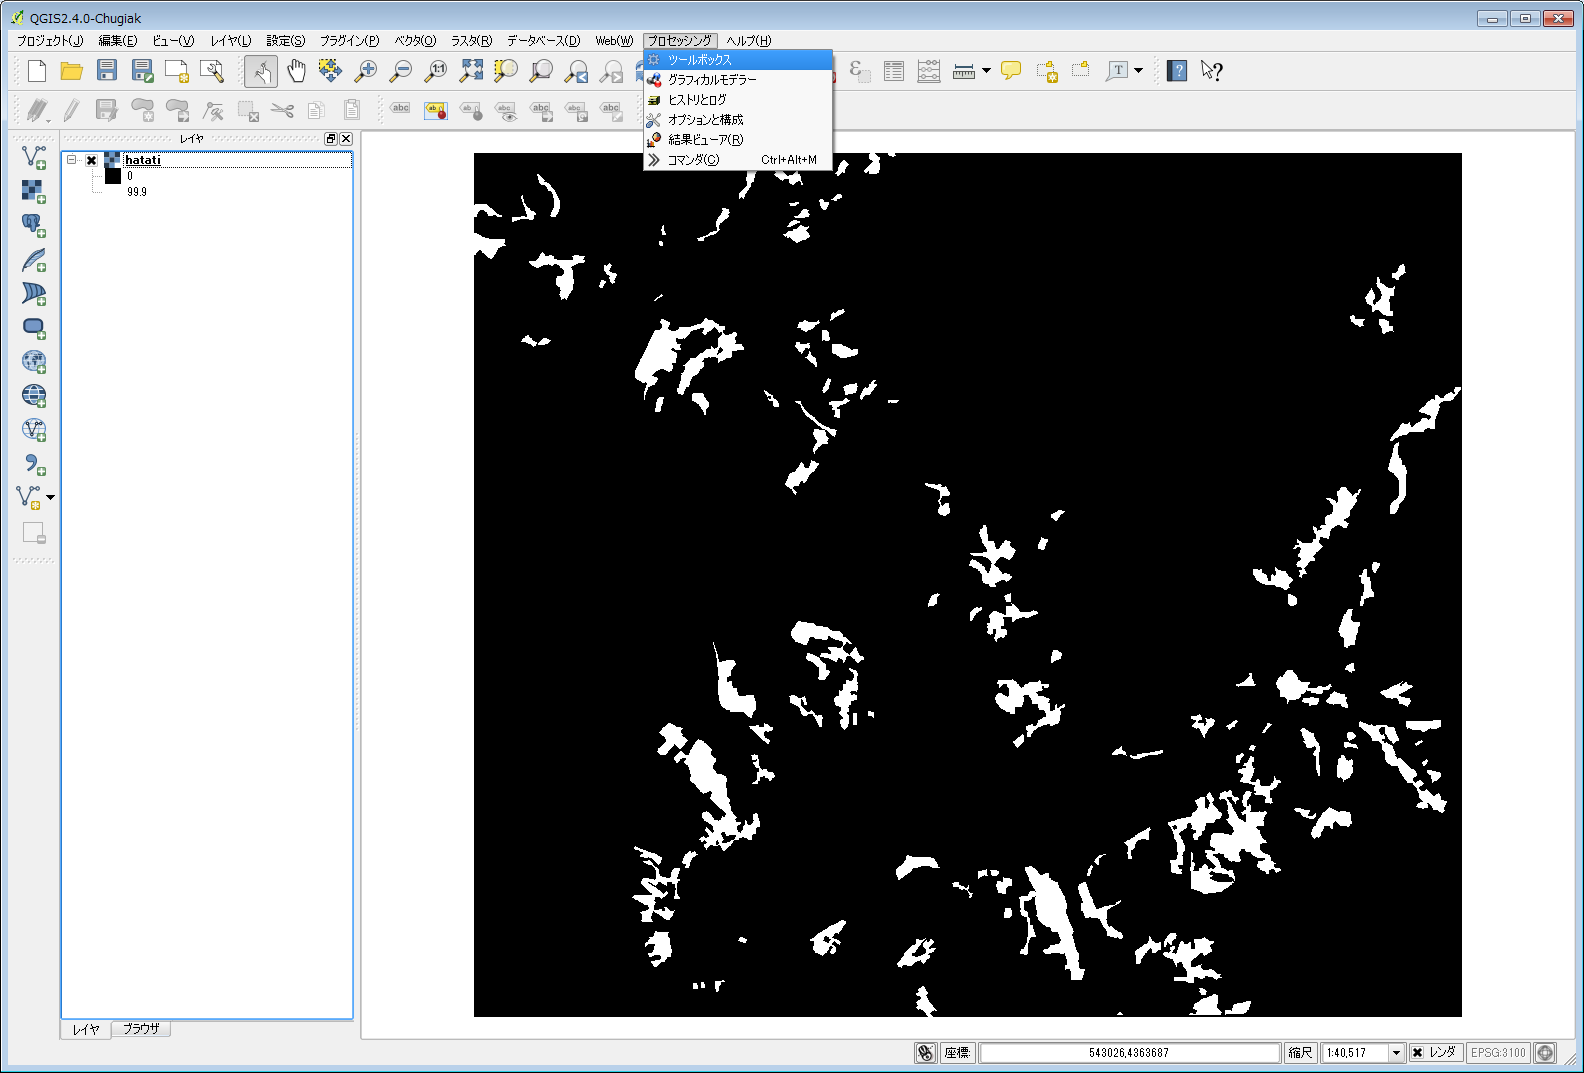 QGIS2.4.0-Chugiak
プロジェクト(J) 編集(E) ビュー(V) レイヤ(L) 設定(S) プラグイン(P) ベクタ(O) ラスタ(R) データベース(D) Web(W) プロセッシング ヘルプ(H)
ツールボックス
グラフィカルモデラー
ヒストリとログ
オプションと構成
結果ビューア(R)
コマンダ(C) Ctrl+Alt+M
レイヤ
hatati
0
99.9
レイヤ ブラウザ
座標: 543026,4363687 縮尺 1:40,517 レンダ EPSG:3100